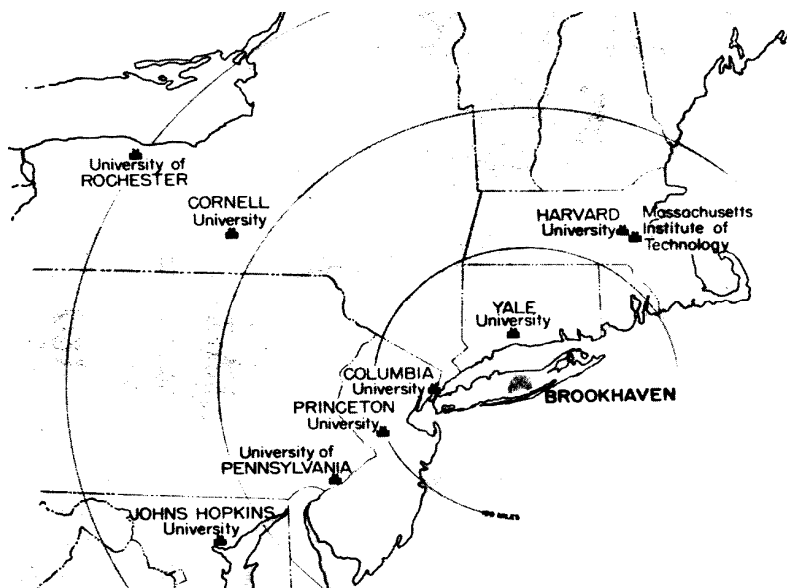 University of
ROCHESTER
CORNELL
University
HARVARD
University
Massachusetts
Institute of
Technology
YALE
University
COLUMBIA
University
BROOKHAVEN
PRINCETON
University
University of
PENNSYLVANIA
JOHNS HOPKINS
University
MILES